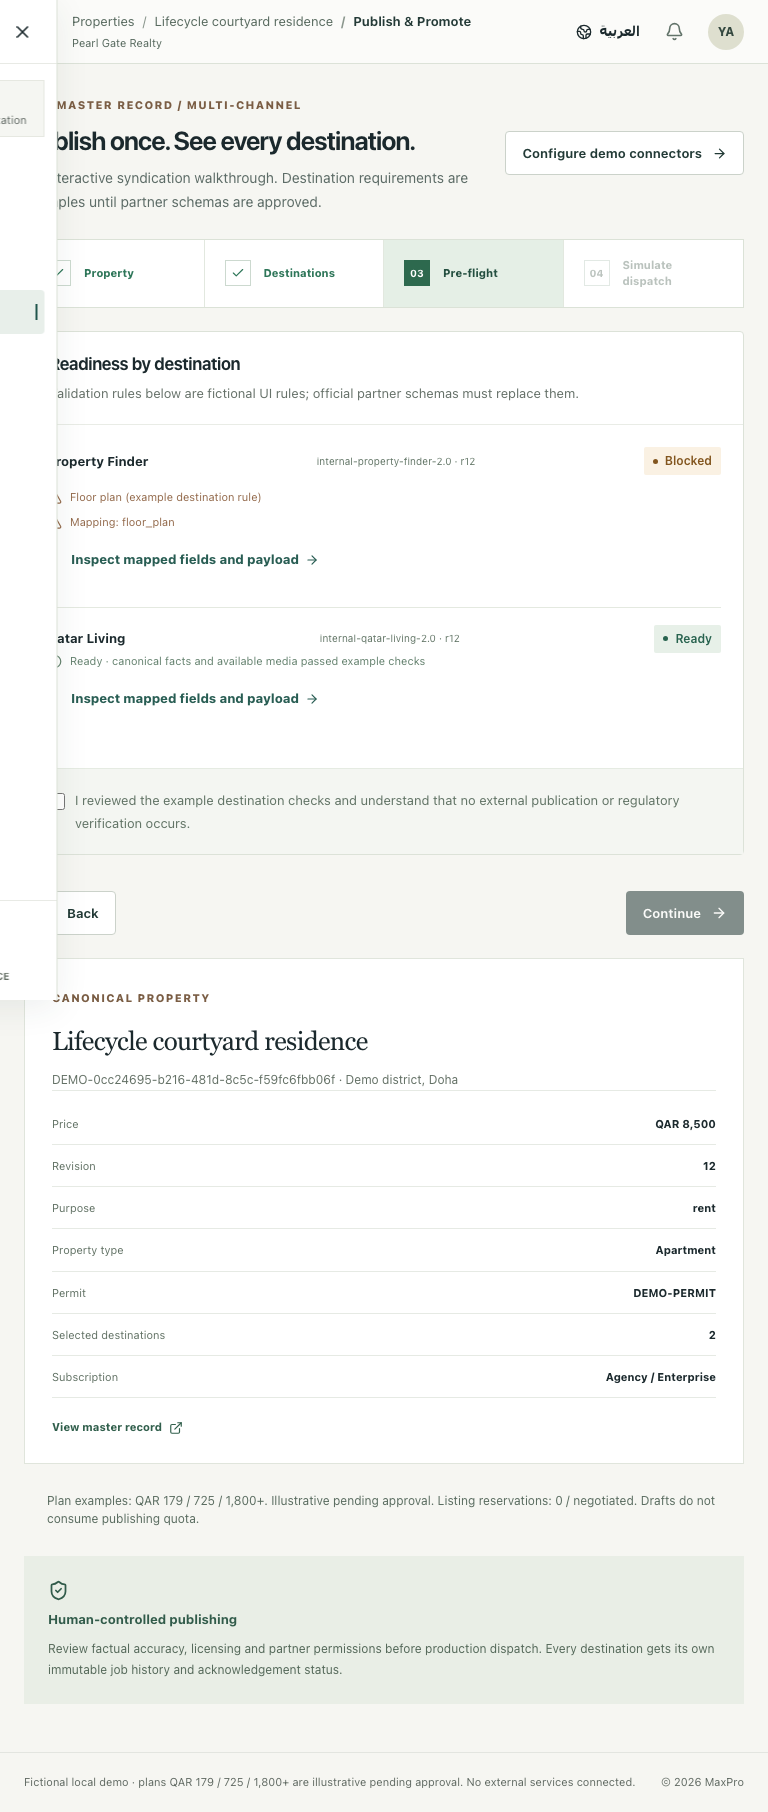 Properties / Lifecycle courtyard residence / Publish & Promote
Pearl Gate Realty
العربية
YA
MASTER RECORD / MULTI-CHANNEL
once. See every destination.
Configure demo connectors
syndication walkthrough. Destination requirements are
until partner schemas are approved.
Property
Destinations
03
Pre-flight
04
Simulate
dispatch
by destination
rules below are fictional UI rules; official partner schemas must replace them.
Finder
internal-property-finder-2.0 · r12
Blocked
Floor plan (example destination rule)
Mapping: floor_plan
Inspect mapped fields and payload
Living
internal-qatar-living-2.0 · r12
Ready
Ready · canonical facts and available media passed example checks
Inspect mapped fields and payload
I reviewed the example destination checks and understand that no external publication or regulatory
verification occurs.
Back
Continue
CANONICAL PROPERTY
Lifecycle courtyard residence
DEMO-0cc24695-b216-481d-8c5c-f59fc6fbb06f · Demo district, Doha
Price
QAR 8,500
Revision
12
Purpose
rent
Property type
Apartment
Permit
DEMO-PERMIT
Selected destinations
2
Subscription
Agency / Enterprise
View master record
Plan examples: QAR 179 / 725 / 1,800+. Illustrative pending approval. Listing reservations: 0 / negotiated. Drafts do not
consume publishing quota.
Human-controlled publishing
Review factual accuracy, licensing and partner permissions before production dispatch. Every destination gets its own
immutable job history and acknowledgement status.
Fictional local demo · plans QAR 179 / 725 / 1,800+ are illustrative pending approval. No external services connected.
© 2026 MaxPro